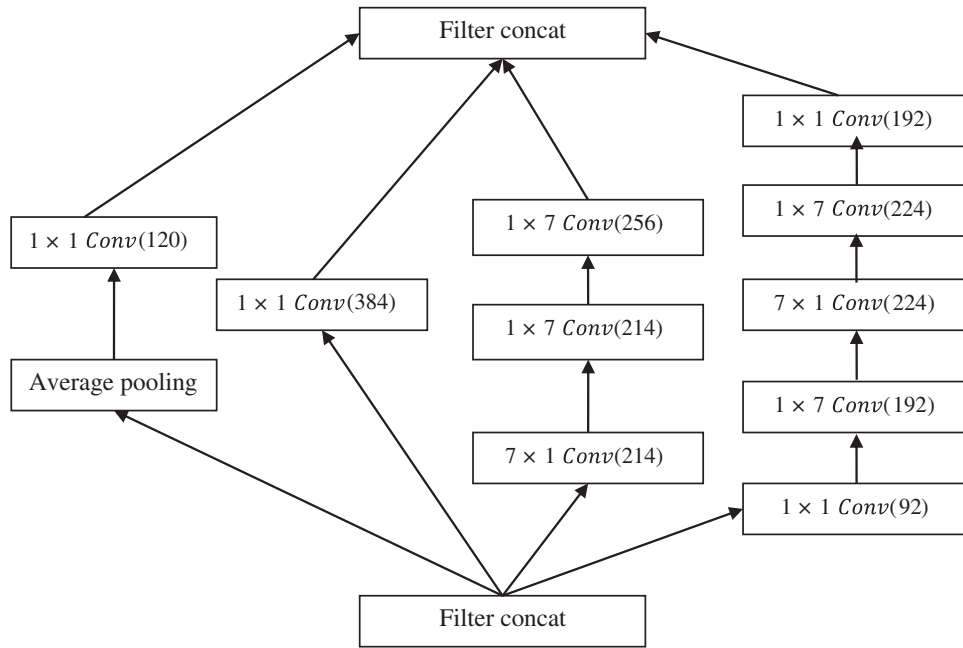 Filter concat
1 × 1 Conv(192)
1 × 7 Conv(224)
1 × 7 Conv(256)
1 × 1 Conv(120)
7 × 1 Conv(224)
1 × 1 Conv(384)
1 × 7 Conv(214)
Average pooling
1 × 7 Conv(192)
7 × 1 Conv(214)
1 × 1 Conv(92)
Filter concat